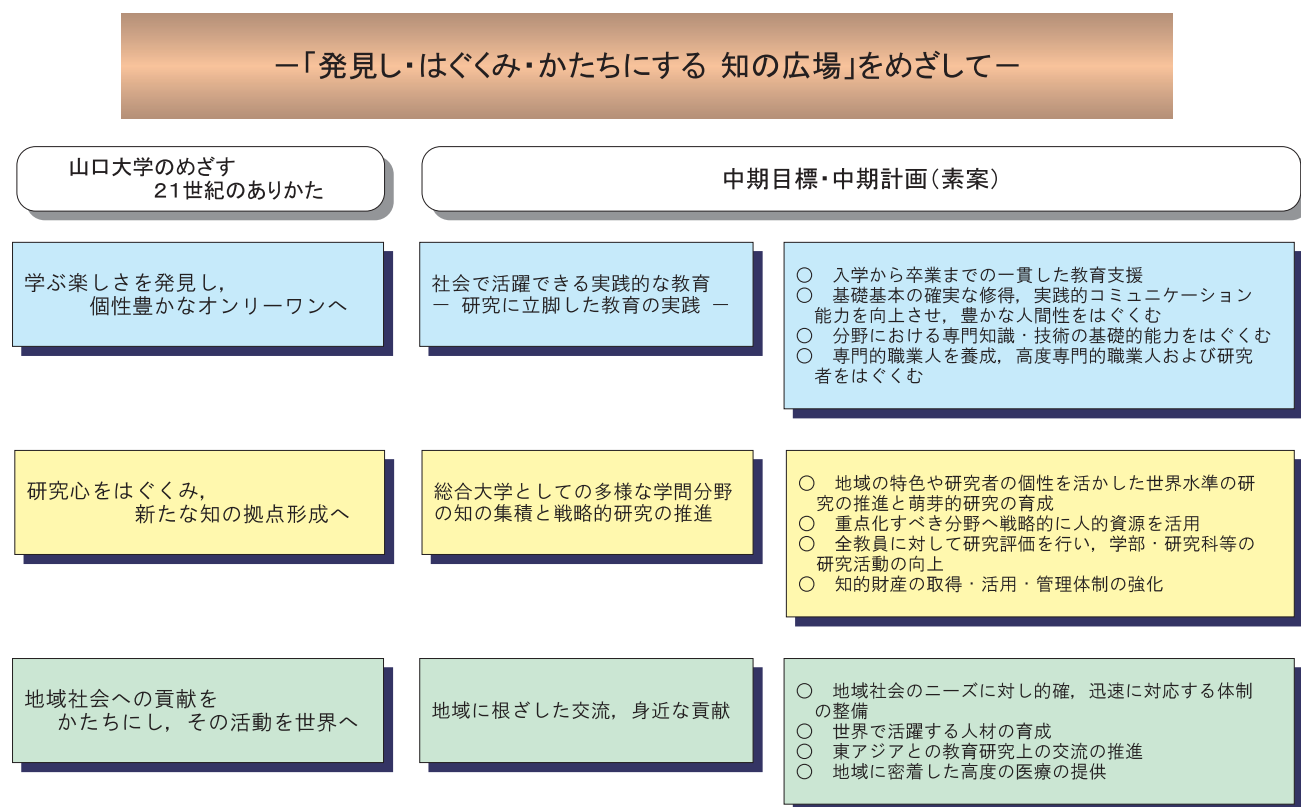 －「発見し・はぐくみ・かたちにする 知の広場」をめざして－
山口大学のめざす
21世紀のありかた
中期目標・中期計画（素案）
学ぶ楽しさを発見し，
個性豊かなオンリーワンへ
社会で活躍できる実践的な教育
－ 研究に立脚した教育の実践 －
○　入学から卒業までの一貫した教育支援
○　基礎基本の確実な修得，実践的コミュニケーション
能力を向上させ，豊かな人間性をはぐくむ
○　分野における専門知識・技術の基礎的能力をはぐくむ
○　専門的職業人を養成，高度専門的職業人および研究
者をはぐくむ
研究心をはぐくみ，
新たな知の拠点形成へ
総合大学としての多様な学問分野
の知の集積と戦略的研究の推進
○　地域の特色や研究者の個性を活かした世界水準の研
究の推進と萌芽的研究の育成
○　重点化すべき分野へ戦略的に人的資源を活用
○　全教員に対して研究評価を行い，学部・研究科等の
研究活動の向上
○　知的財産の取得・活用・管理体制の強化
地域社会への貢献を
かたちにし，その活動を世界へ
地域に根ざした交流，身近な貢献
○　地域社会のニーズに対し的確，迅速に対応する体制
の整備
○　世界で活躍する人材の育成
○　東アジアとの教育研究上の交流の推進
○　地域に密着した高度の医療の提供